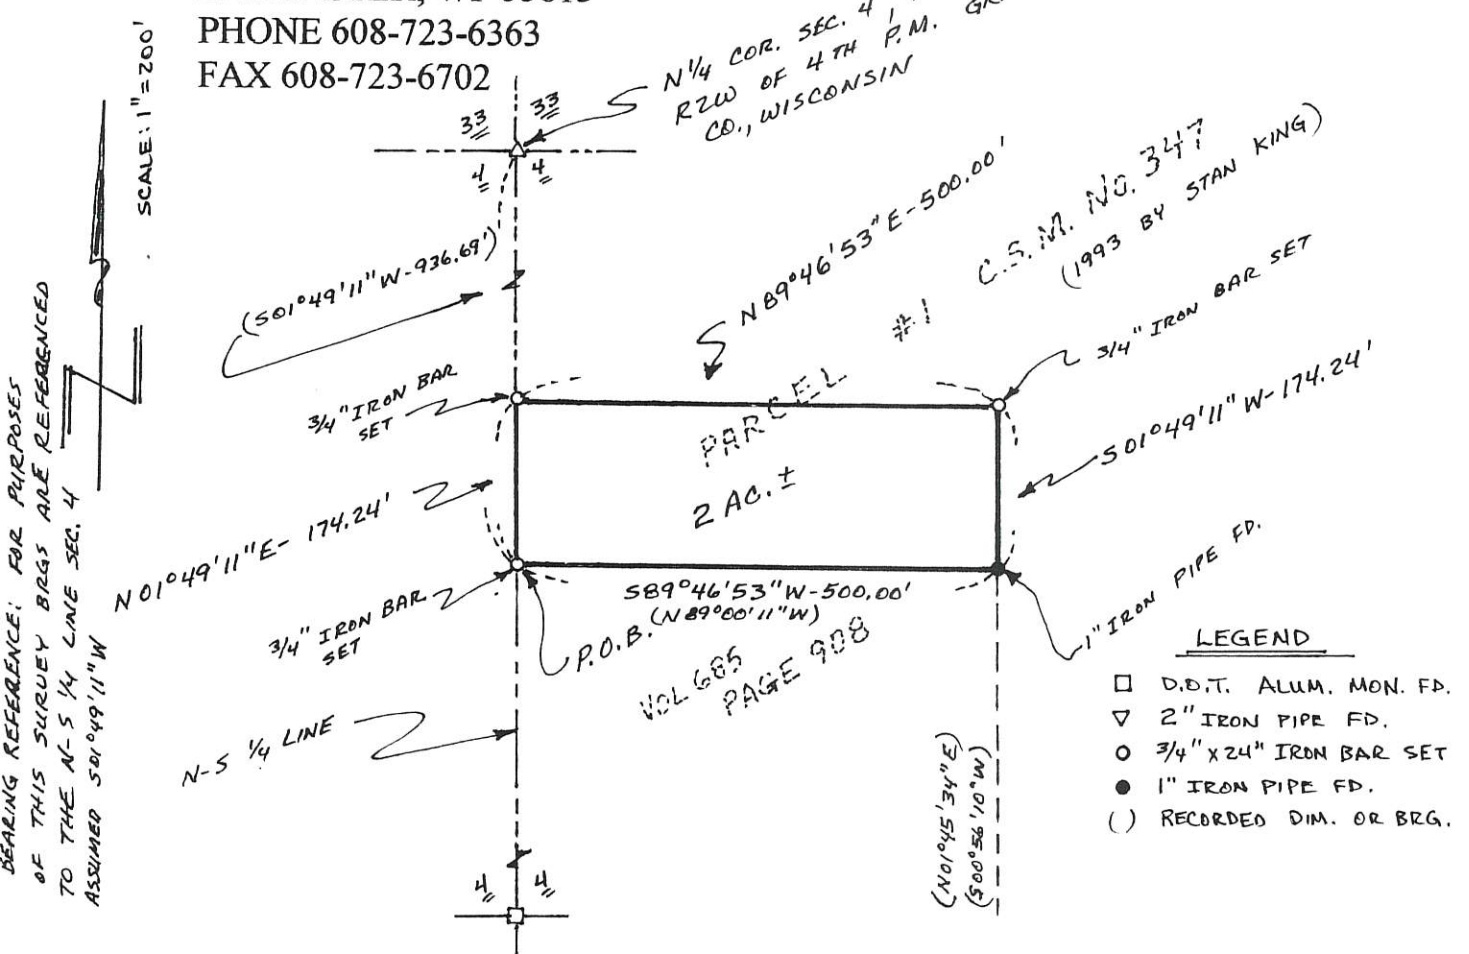 WI
PHONE 608-723-6363
FAX 608-723-6702
SCALE: 1"=200'
N 1/4 COR. SEC. 4,
R2W OF 4TH P.M.
CO., WISCONSIN
33 33
4 4
(S01°49'11"W-936.69')
N89°46'53"E-500.00'
C.S.M. NO. 347
(1993 BY STAN KING)
#1
3/4" IRON BAR SET
3/4" IRON BAR
SET
PARCEL
2 AC. ±
S01°49'11"W-174.24'
N01°49'11"E- 174.24'
3/4" IRON BAR
SET
P.O.B.
S89°46'53"W-500.00'
(N89°00'11"W)
1" IRON PIPE FD.
VOL 685
PAGE 908
N-S 1/4 LINE
(N01°45'34"E)
(S00°56'10"W)
4 4
BEARING REFERENCE: FOR PURPOSES
OF THIS SURVEY BRGS ARE REFERENCED
TO THE N-S 1/4 LINE SEC. 4
ASSUMED S01°49'11"W
LEGEND
□ D.O.T. ALUM. MON. FD.
▽ 2" IRON PIPE FD.
○ 3/4" X 24" IRON BAR SET
● 1" IRON PIPE FD.
( ) RECORDED DIM. OR BRG.